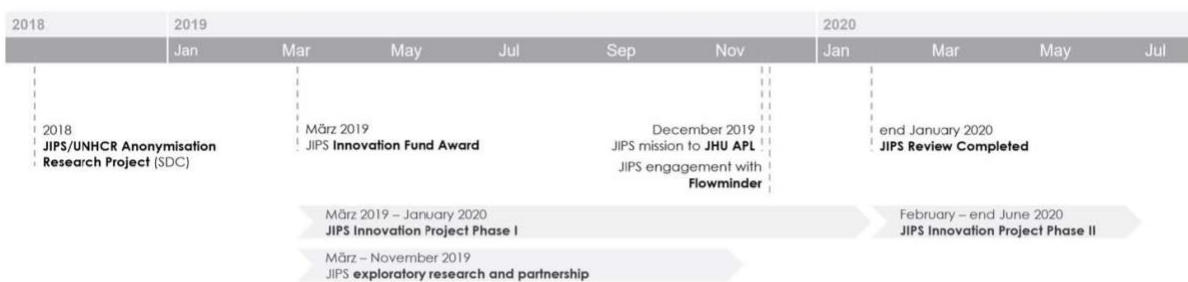 2018 2019 2020
Jan Mar May Jul Sep Nov Jan Mar May Jul
2018
JIPS/UNHCR Anonymisation
Research Project (SDC)
März 2019
JIPS Innovation Fund Award
December 2019
JIPS mission to JHU APL
JIPS engagement with
Flowminder
end January 2020
JIPS Review Completed
März 2019 – January 2020
JIPS Innovation Project Phase I
February – end June 2020
JIPS Innovation Project Phase II
März – November 2019
JIPS exploratory research and partnership